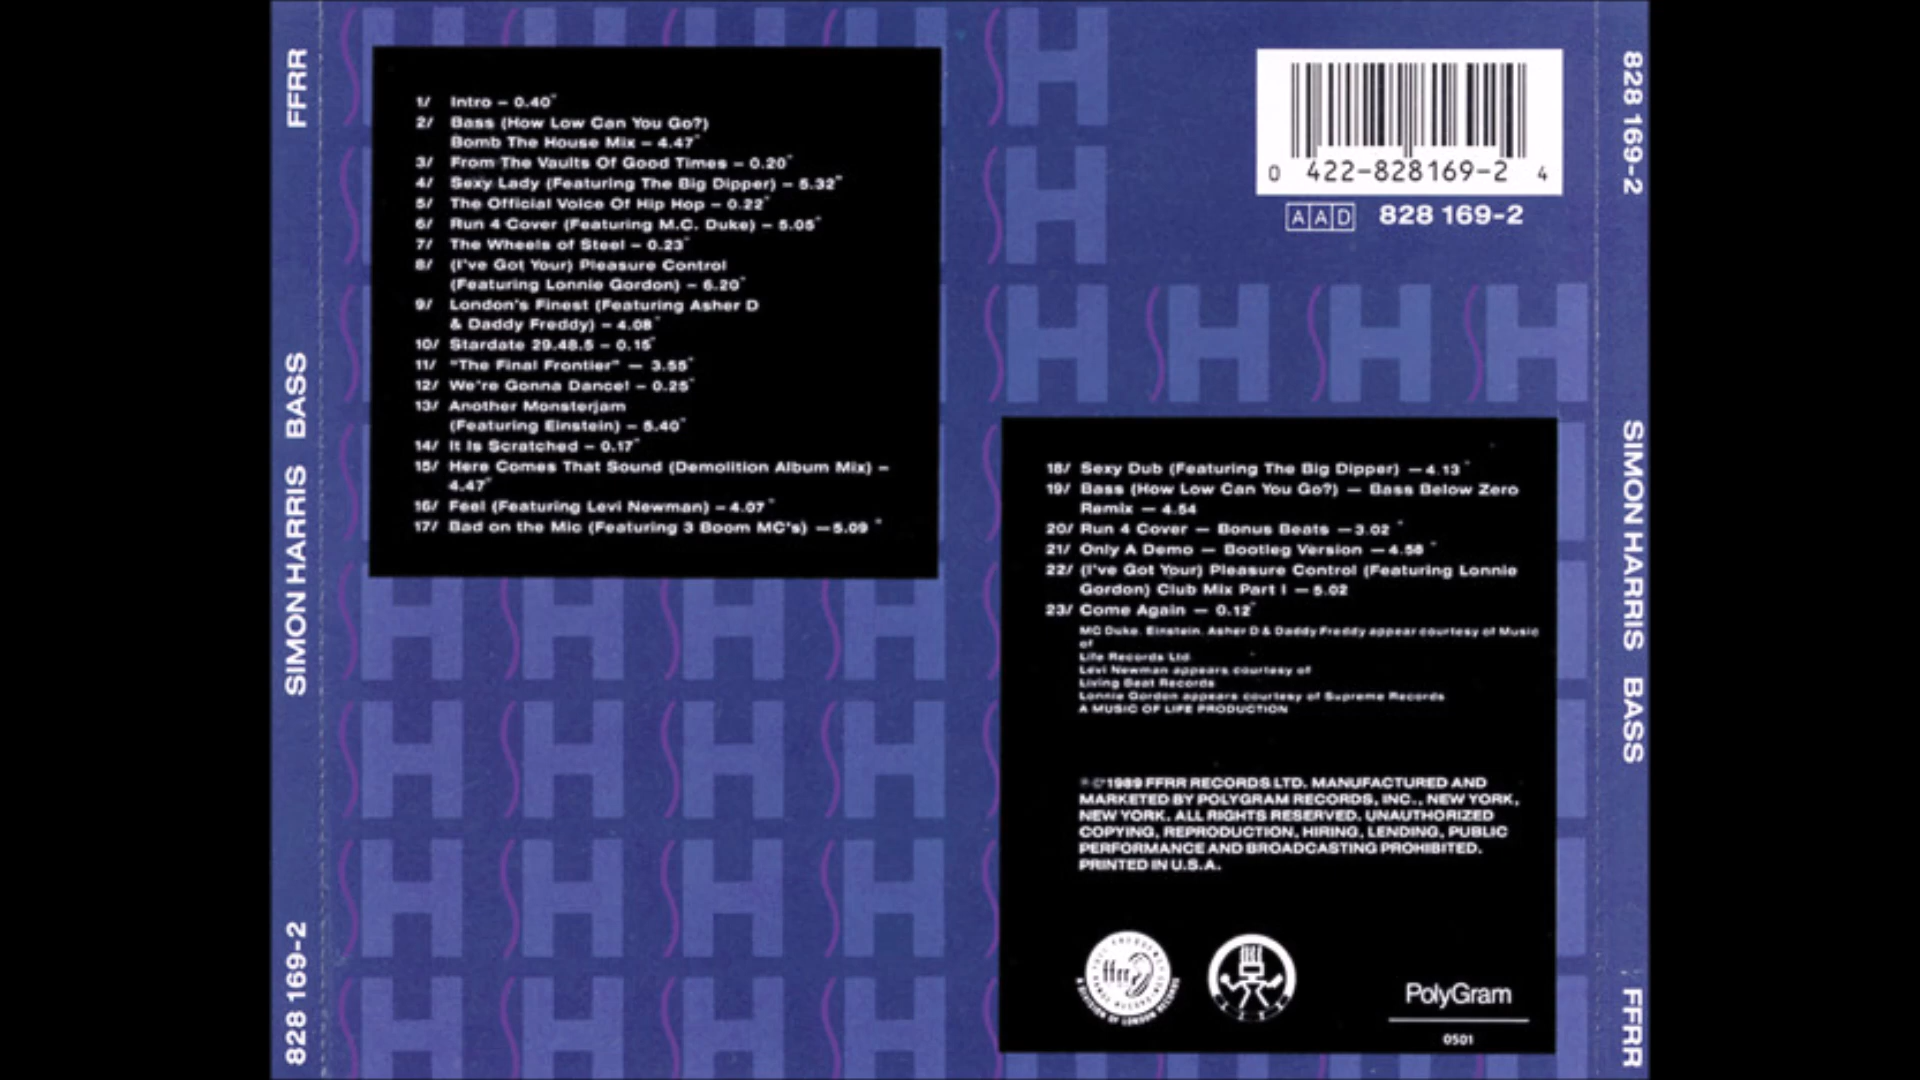 FFRR
SIMON HARRIS BASS
828 169-2
1/ Intro – 0.40"
2/ Bass (How Low Can You Go?)
Bomb The House Mix – 4.47"
3/ From The Vaults Of Good Times – 0.20"
4/ Sexy Lady (Featuring The Big Dipper) – 5.32"
5/ The Official Voice Of Hip Hop – 0.22"
6/ Run 4 Cover (Featuring M.C. Duke) – 5.05"
7/ The Wheels of Steel – 0.23"
8/ (I've Got Your) Pleasure Control
(Featuring Lonnie Gordon) – 6.20"
9/ London's Finest (Featuring Asher D
& Daddy Freddy) – 4.08"
10/ Stardate 29.48.5 – 0.15"
11/ "The Final Frontier" — 3.55"
12/ We're Gonna Dance! – 0.25"
13/ Another Monsterjam
(Featuring Einstein) – 5.40"
14/ It Is Scratched – 0.17"
15/ Here Comes That Sound (Demolition Album Mix) –
4.47"
16/ Feel (Featuring Levi Newman) – 4.07"
17/ Bad on the Mic (Featuring 3 Boom MC's) — 5.09"
0 422-828169-2 4
AAD 828 169-2
18/ Sexy Dub (Featuring The Big Dipper) — 4.13"
19/ Bass (How Low Can You Go?) — Bass Below Zero
Remix — 4.54
20/ Run 4 Cover — Bonus Beats — 3.02"
21/ Only A Demo — Bootleg Version — 4.58"
22/ (I've Got Your) Pleasure Control (Featuring Lonnie
Gordon) Club Mix Part I — 5.02
23/ Come Again — 0.12"
MC Duke, Einstein, Asher D & Daddy Freddy appear courtesy of Music
of
Life Records Ltd
Levi Newman appears courtesy of
Living Beat Records
Lonnie Gordon appears courtesy of Supreme Records
A MUSIC OF LIFE PRODUCTION
℗ © 1989 FFRR RECORDS LTD. MANUFACTURED AND
MARKETED BY POLYGRAM RECORDS, INC., NEW YORK,
NEW YORK. ALL RIGHTS RESERVED. UNAUTHORIZED
COPYING, REPRODUCTION, HIRING, LENDING, PUBLIC
PERFORMANCE AND BROADCASTING PROHIBITED.
PRINTED IN U.S.A.
ffrr
A DIVISION OF LONDON RECORDS
PolyGram
0501
828 169-2
SIMON HARRIS BASS
FFRR